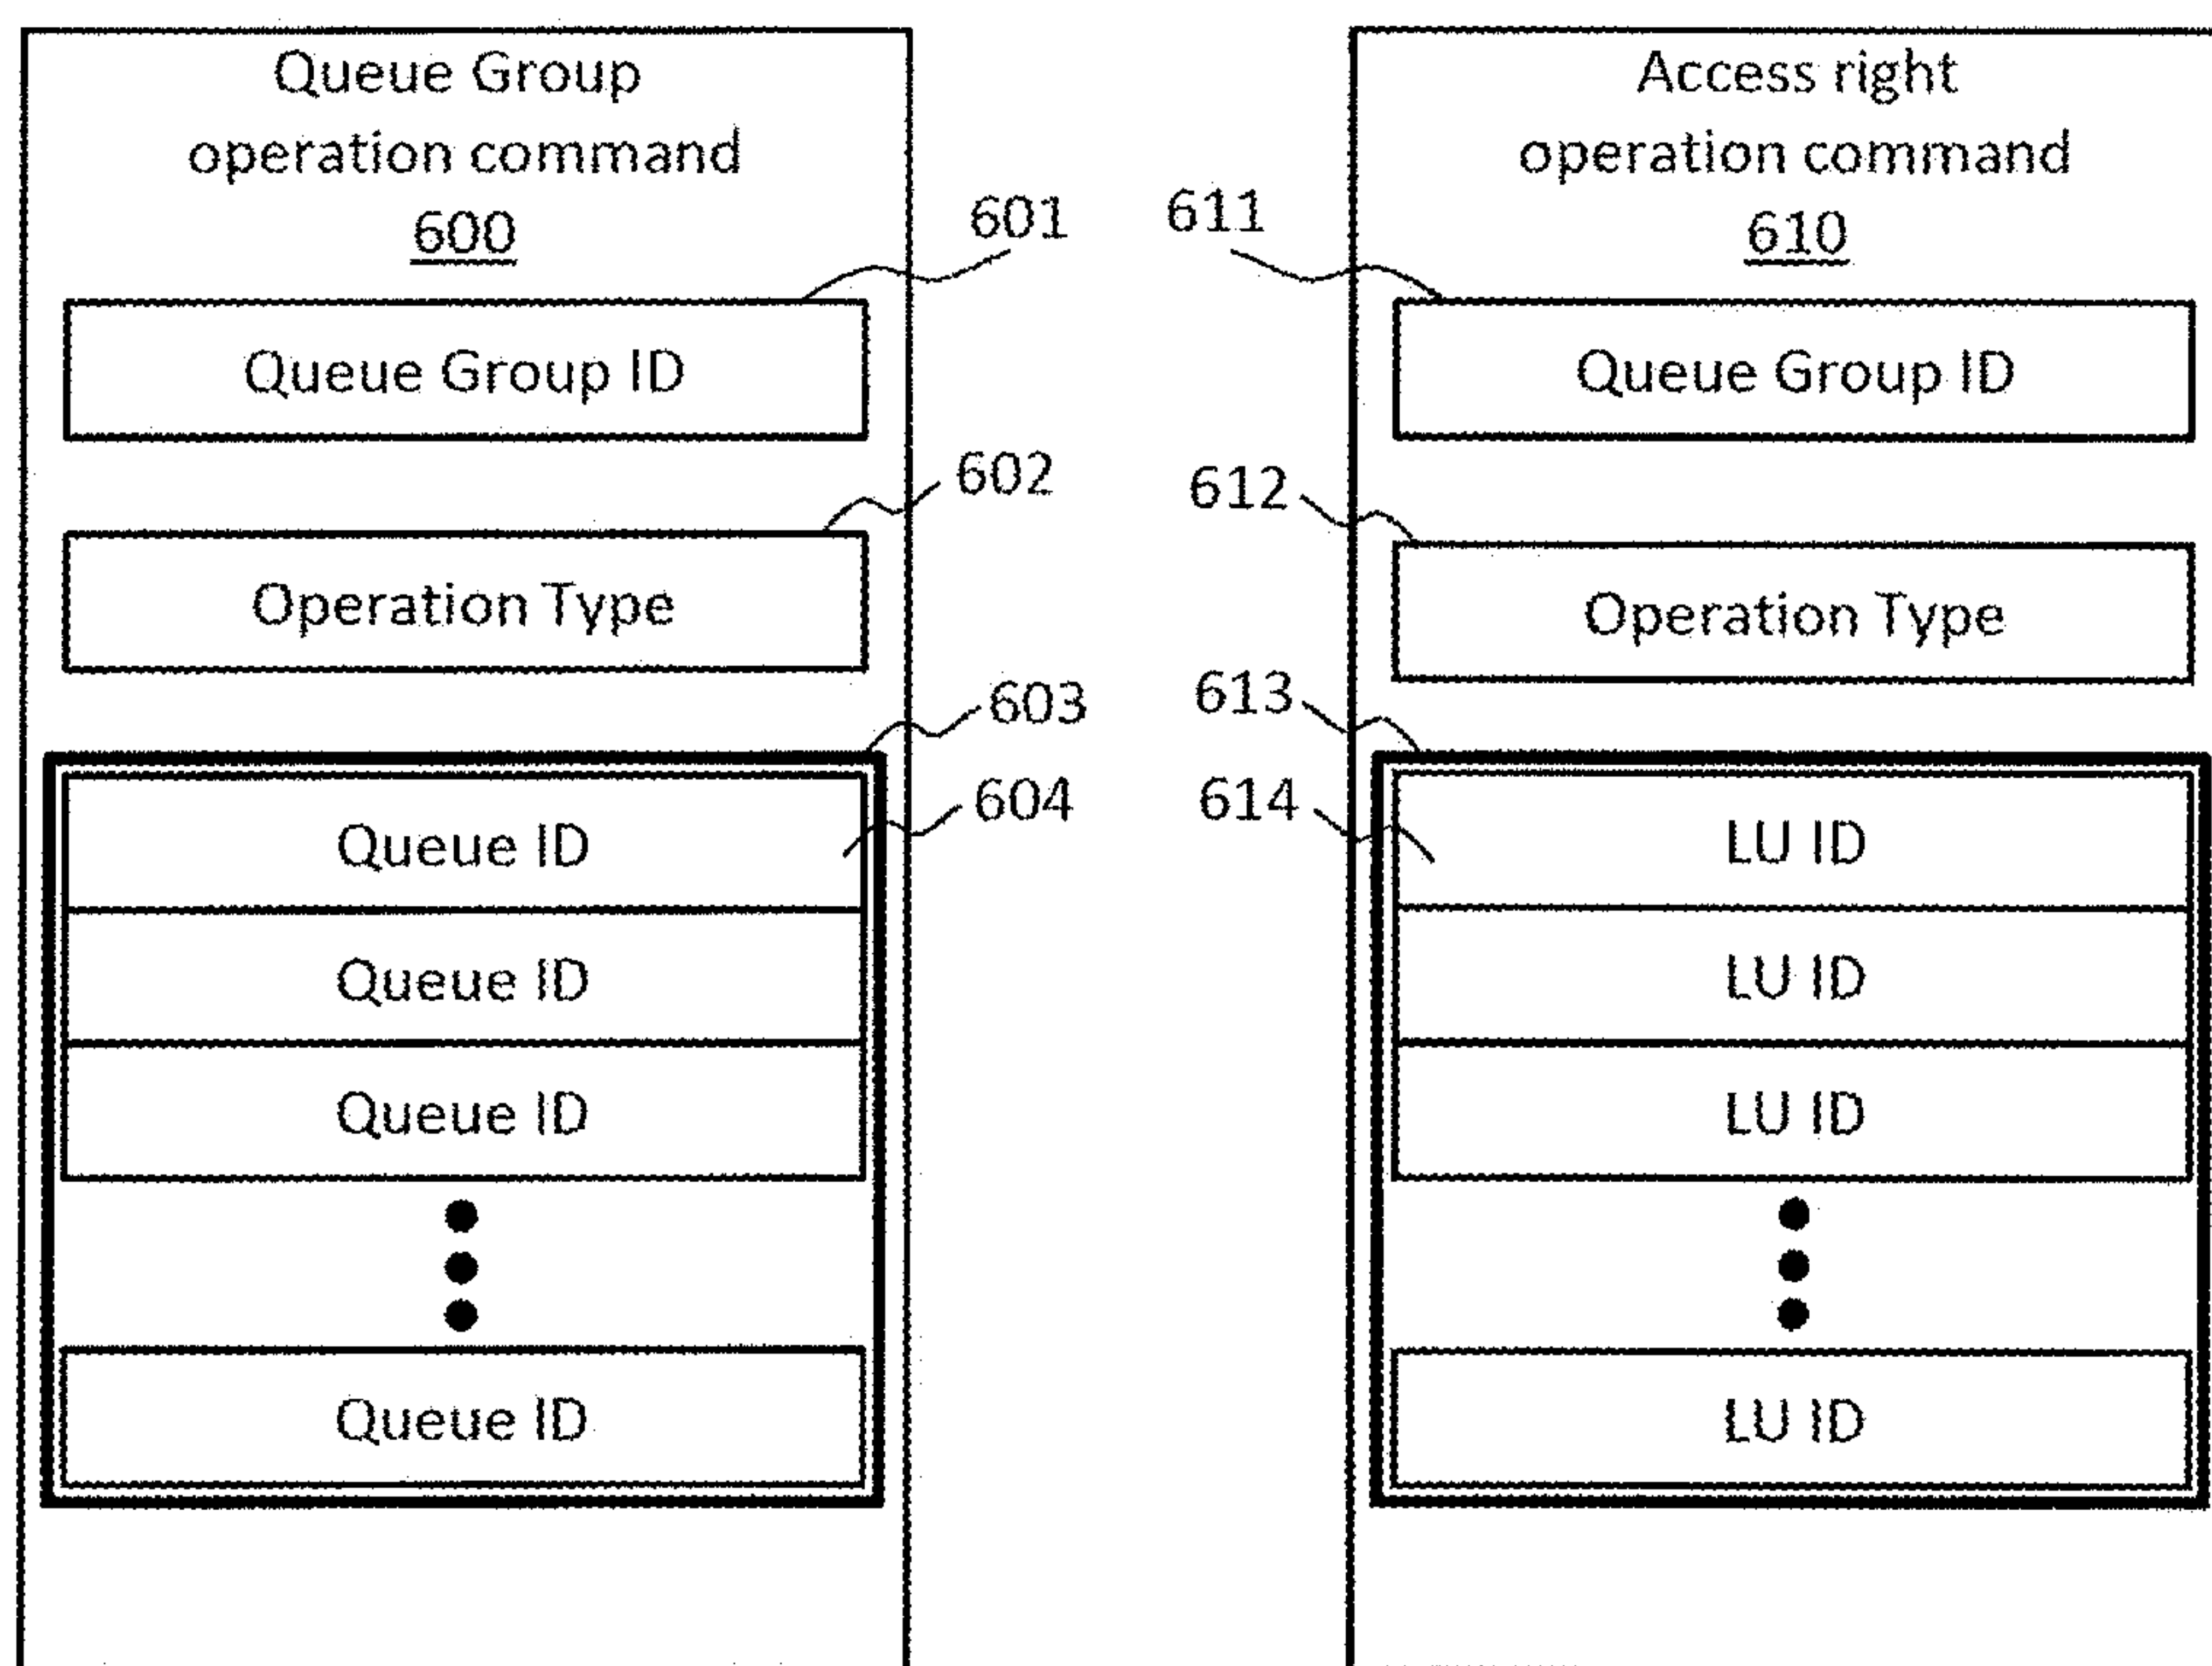 Queue Group
operation command
600
601
Queue Group ID
602
Operation Type
603
604
Queue ID
Queue ID
Queue ID
Queue ID
Access right
operation command
610
611
Queue Group ID
612
Operation Type
613
614
LU ID
LU ID
LU ID
LU ID